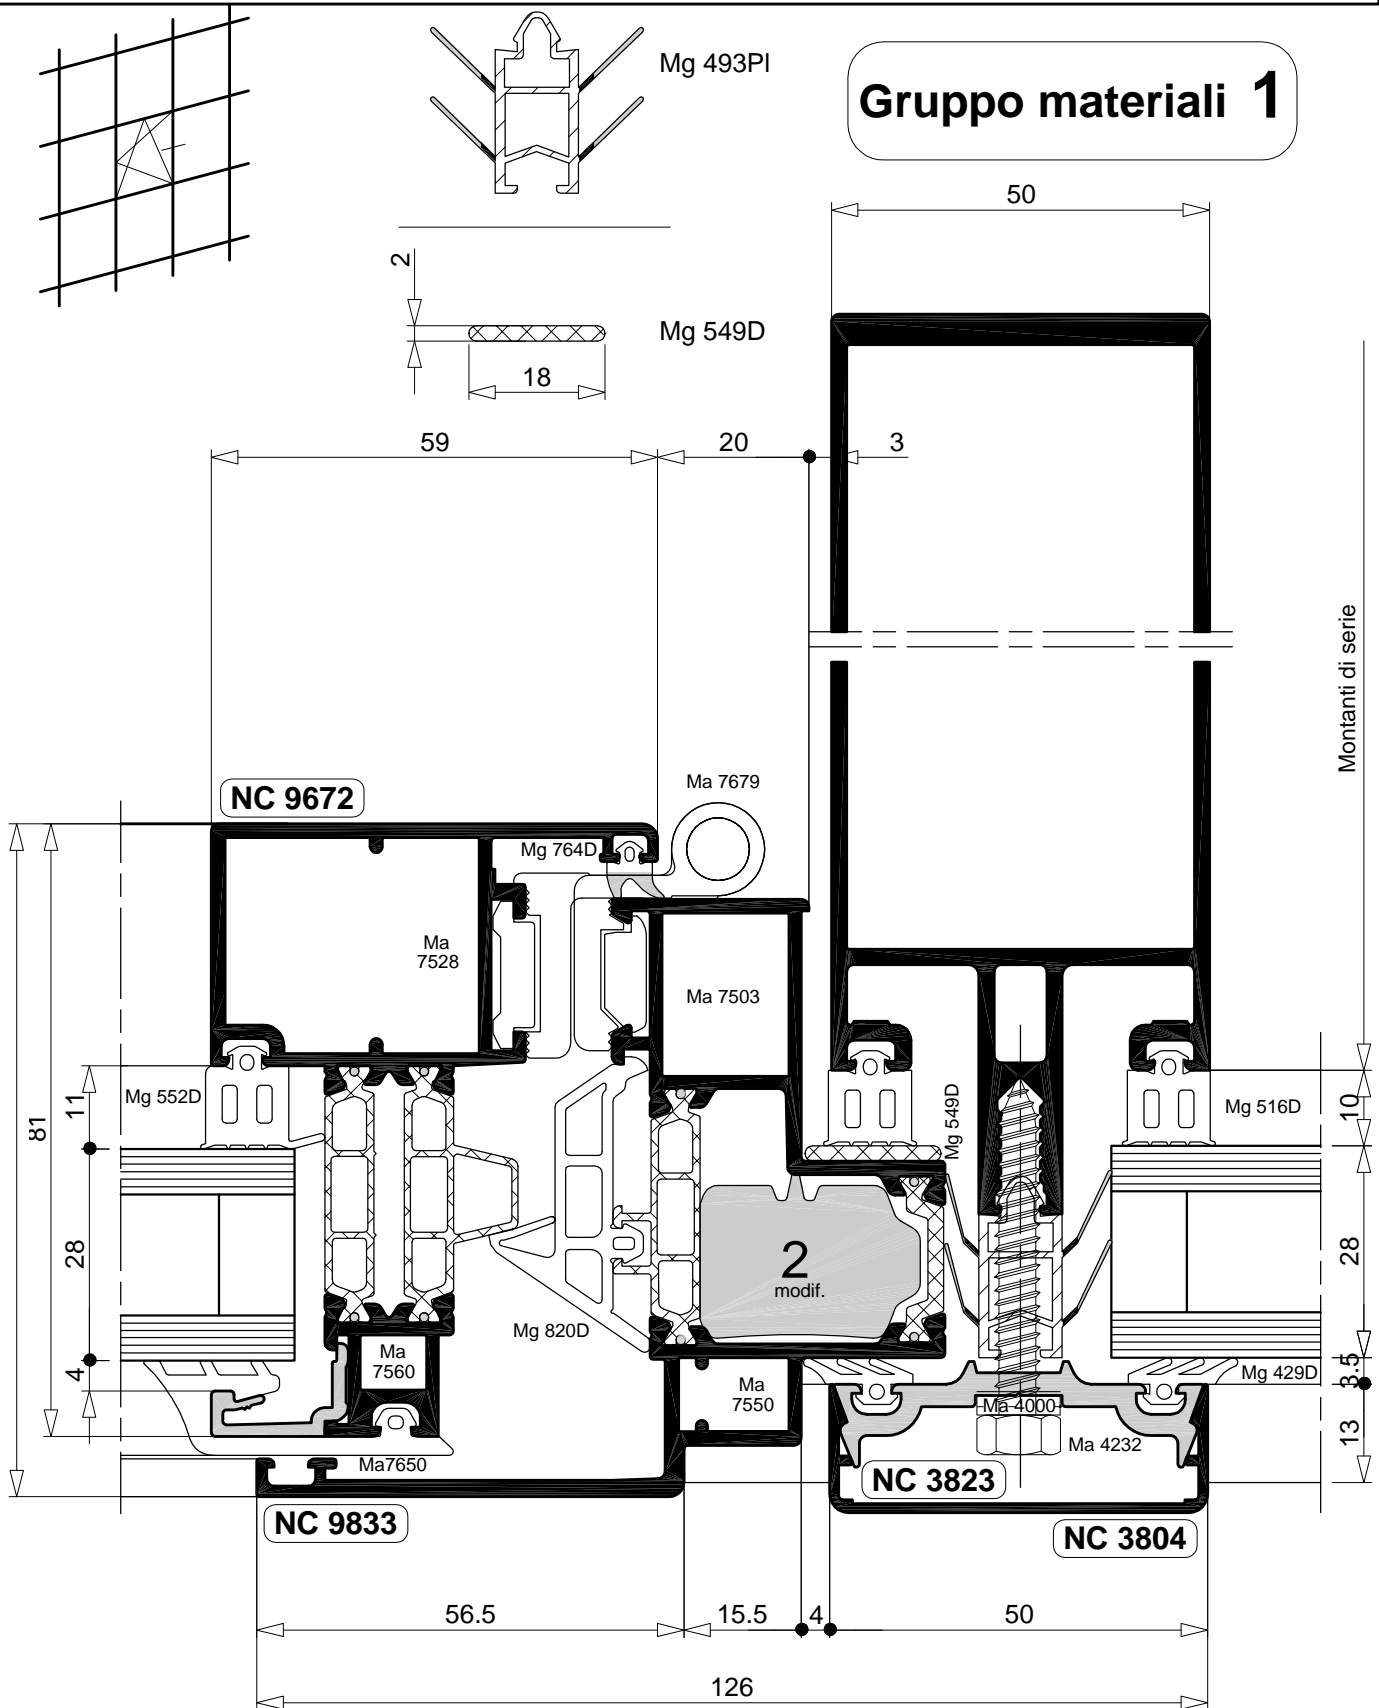 Mg 493Pl
Gruppo materiali 1
50
2
Mg 549D
18
59
20
3
Montanti di serie
Ma 7679
NC 9672
Mg 764D
Ma
7528
Ma 7503
Mg 552D
11
81
Mg 549D
Mg 516D
10
28
2
modif.
28
Mg 820D
Ma
7560
4
Ma
7550
Mg 429D
3.5
Ma 4000
Ma 4232
13
Ma7650
NC 3823
NC 9833
NC 3804
56.5
15.5
4
50
126